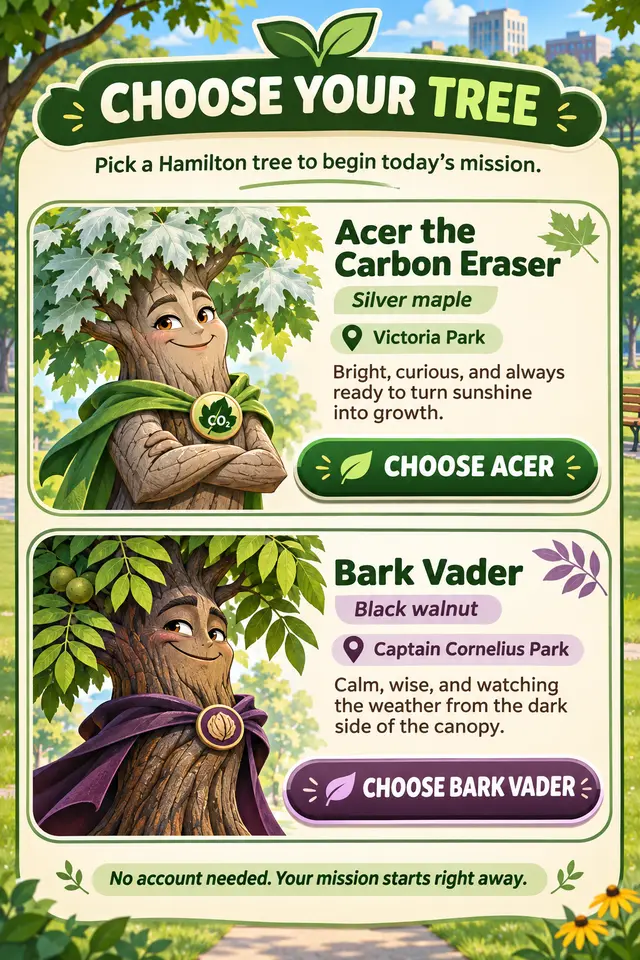 CHOOSE YOUR TREE
Pick a Hamilton tree to begin today's mission.
Acer the
Carbon Eraser
Silver maple
Victoria Park
Bright, curious, and always
ready to turn sunshine
into growth.
CO₂
CHOOSE ACER
Bark Vader
Black walnut
Captain Cornelius Park
Calm, wise, and watching
the weather from the dark
side of the canopy.
CHOOSE BARK VADER
No account needed. Your mission starts right away.